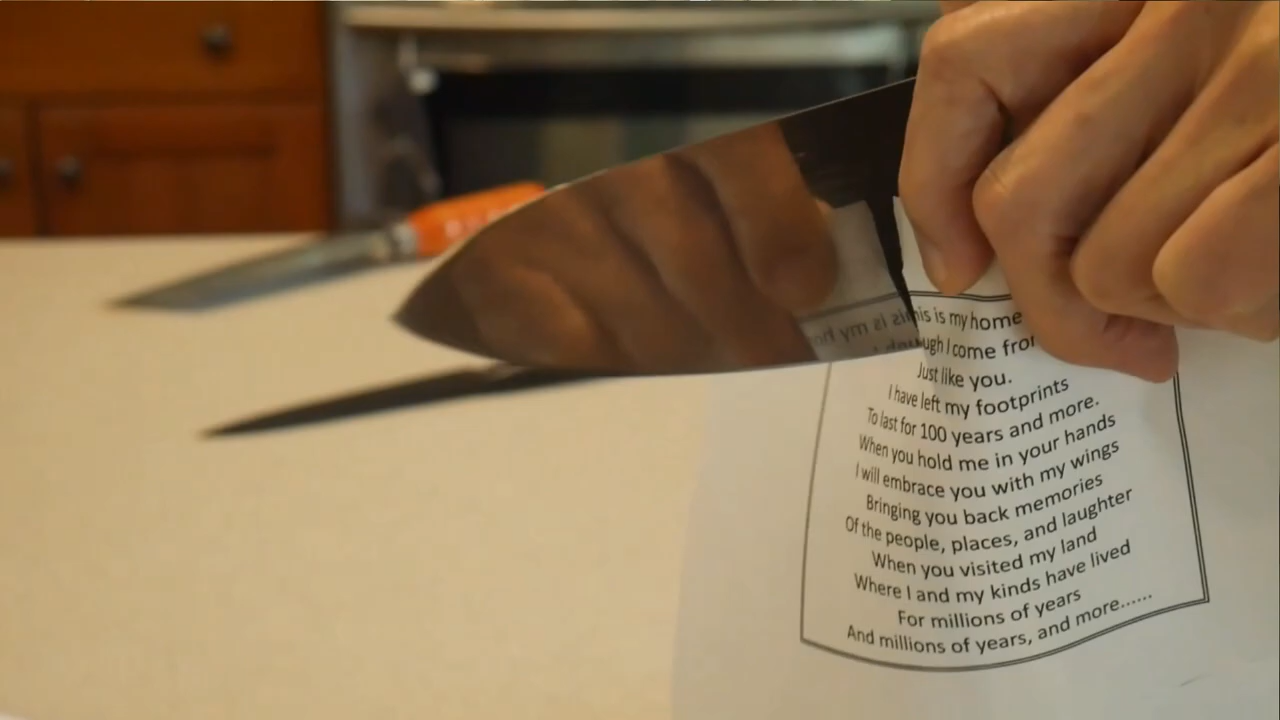 is is my home
I come
Just like you.
I have left my footprints
To last for 100 years and more.
When you hold me in your hands
I will embrace you with my wings
Bringing you back memories
Of the people, places, and laughter
When you visited my land
Where I and my kinds have lived
For millions of years
And millions of years, and more......